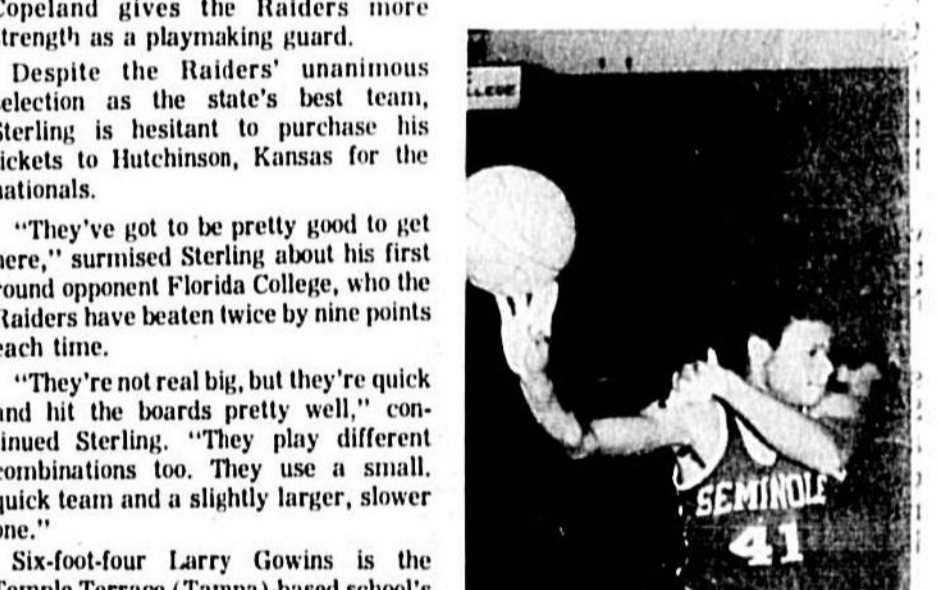 Copeland gives the Raiders more
strength as a playmaking guard.
Despite the Raiders' unanimous
selection as the state's best team,
Sterling is hesitant to purchase his
tickets to Hutchinson, Kansas for the
nationals.
"They've got to be pretty good to get
here," surmised Sterling about his first
round opponent Florida College, who the
Raiders have beaten twice by nine points
each time.
"They're not real big, but they're quick
and hit the boards pretty well," con-
tinued Sterling. "They play different
combinations too. They use a small.
quick team and a slightly larger, slower
one."
Six-foot-four Larry Gowins is the
Temple Terrace (Tampa)-based school's
SEMINOLE
41